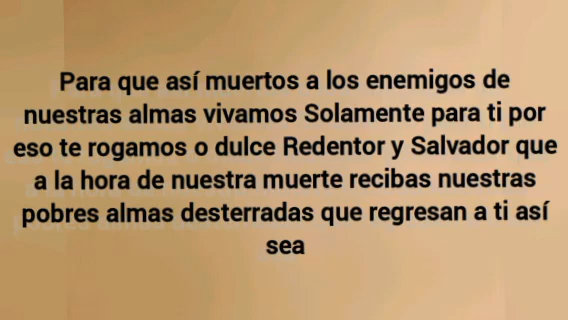 Para que así muertos a los enemigos de
nuestras almas vivamos Solamente para ti por
eso te rogamos o dulce Redentor y Salvador que
a la hora de nuestra muerte recibas nuestras
pobres almas desterradas que regresan a ti así
sea